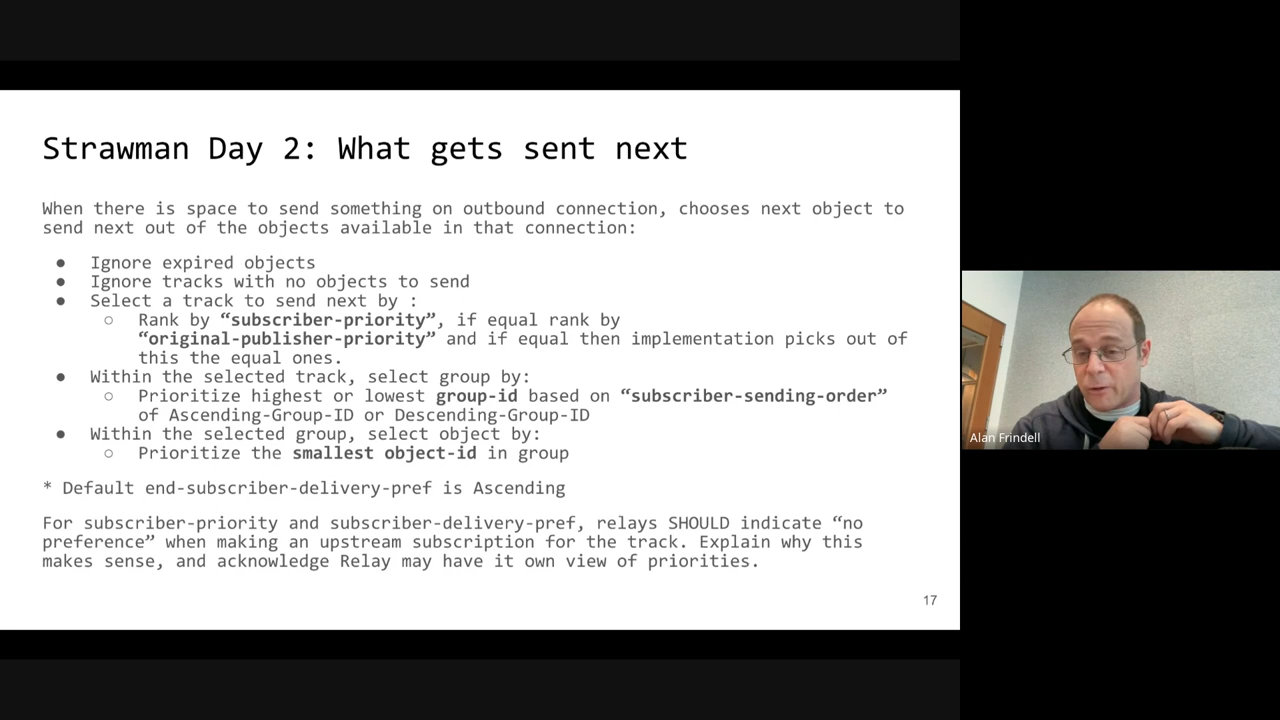 Strawman Day 2: What gets sent next
When there is space to send something on outbound connection, chooses next object to
send next out of the objects available in that connection:
● Ignore expired objects
● Ignore tracks with no objects to send
● Select a track to send next by :
○ Rank by “subscriber-priority”, if equal rank by
“original-publisher-priority” and if equal then implementation picks out of
this the equal ones.
● Within the selected track, select group by:
○ Prioritize highest or lowest group-id based on “subscriber-sending-order”
of Ascending-Group-ID or Descending-Group-ID
● Within the selected group, select object by:
○ Prioritize the smallest object-id in group
* Default end-subscriber-delivery-pref is Ascending
For subscriber-priority and subscriber-delivery-pref, relays SHOULD indicate “no
preference” when making an upstream subscription for the track. Explain why this
makes sense, and acknowledge Relay may have it own view of priorities.
17
Alan Frindell